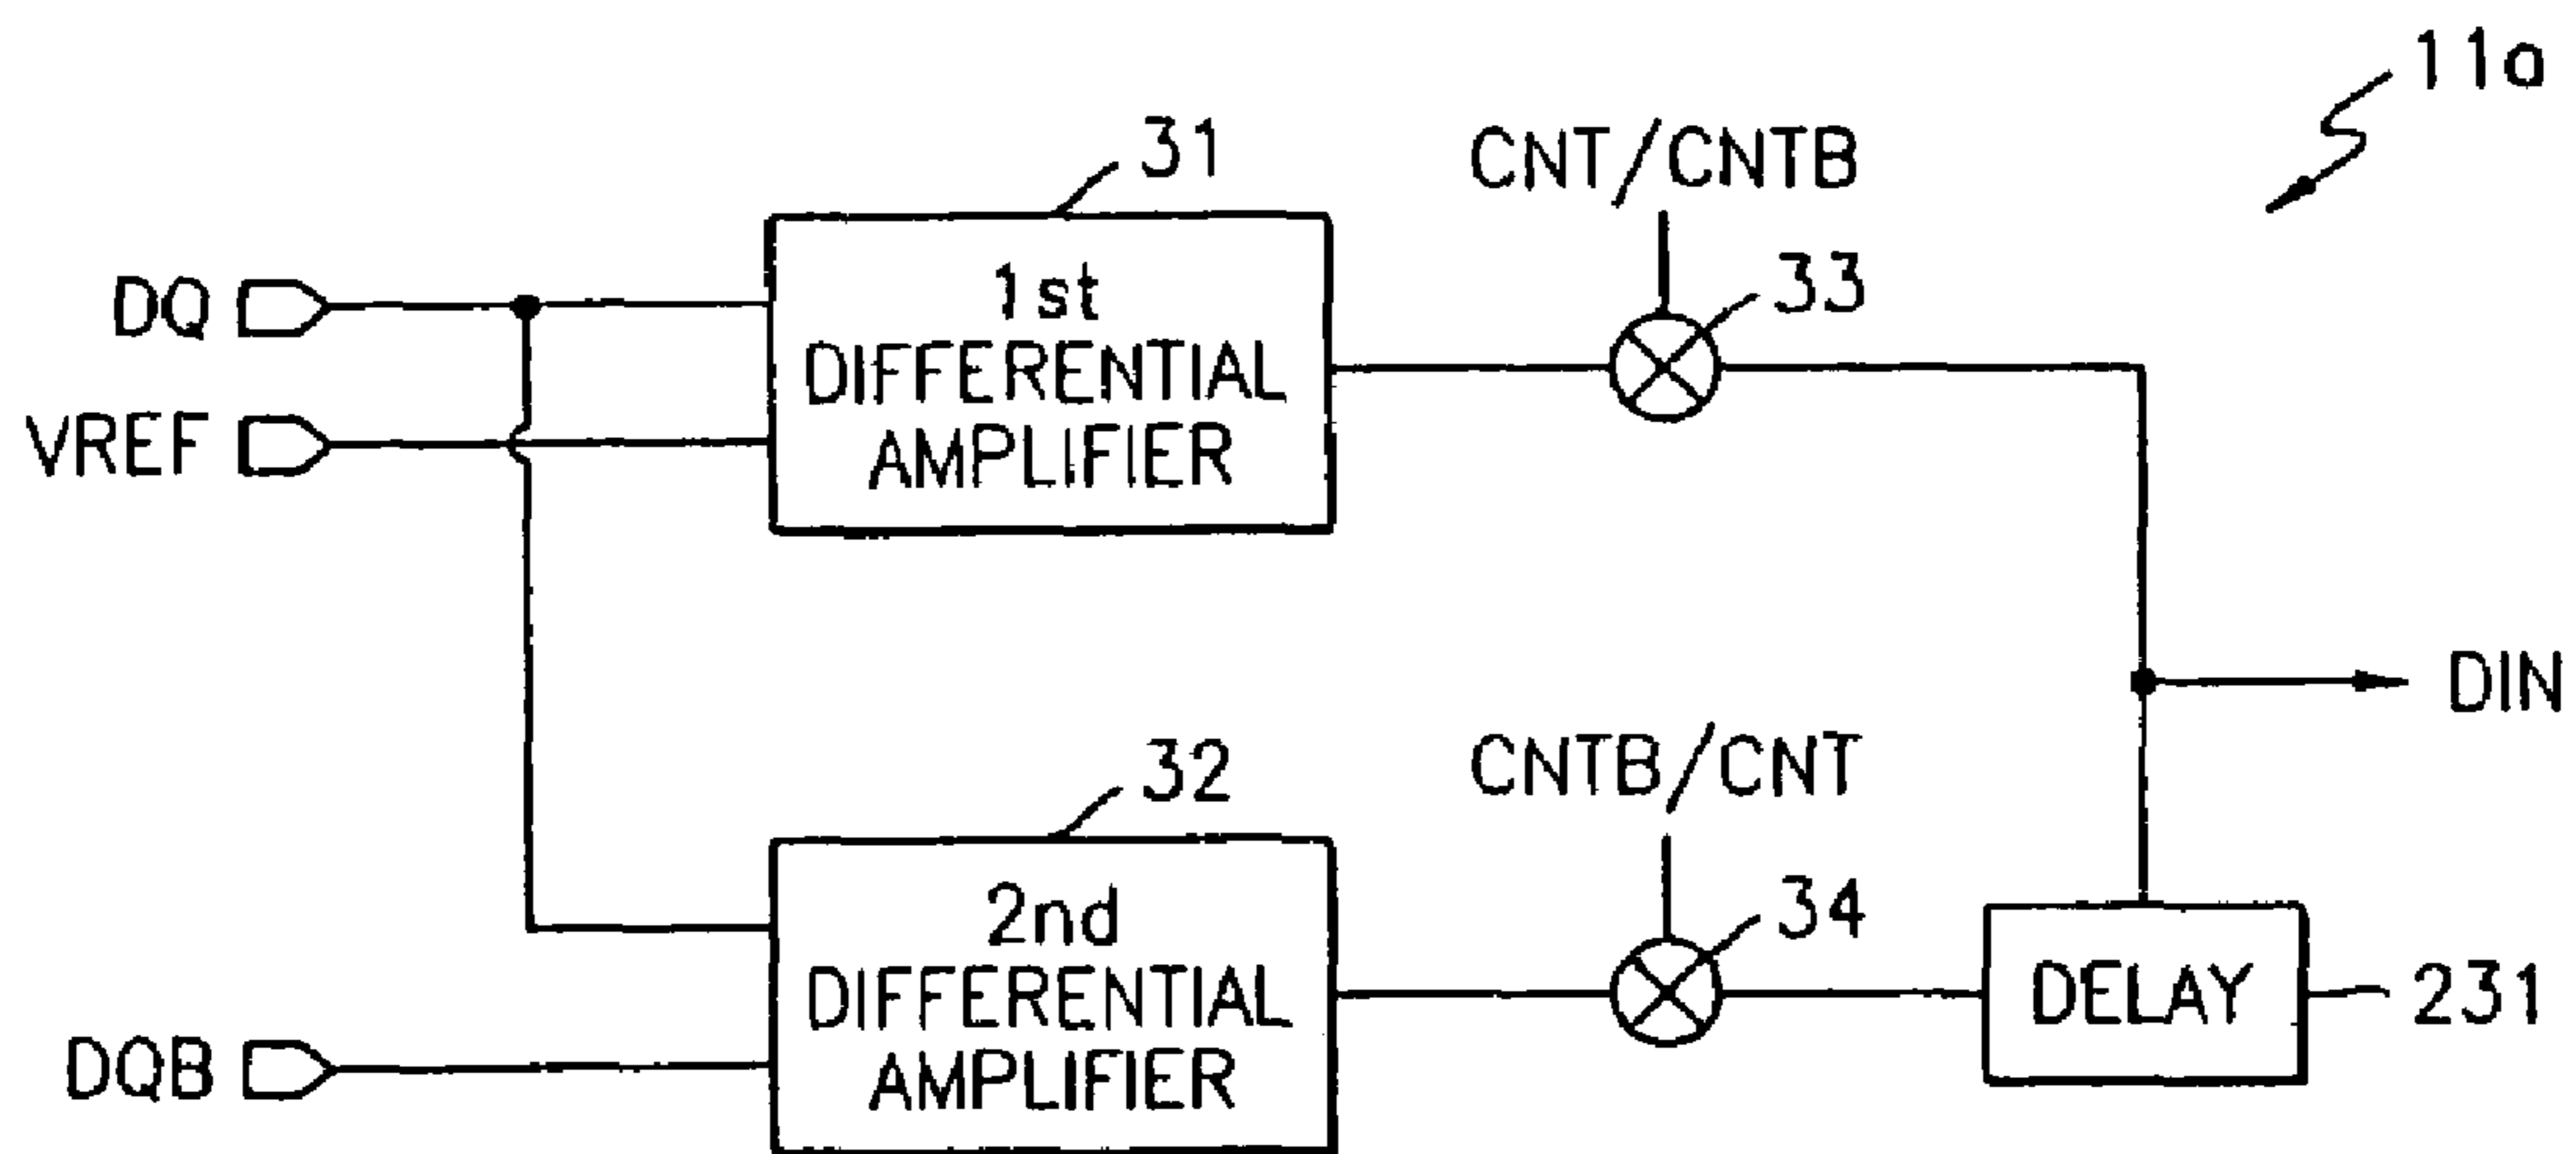 11a
31
CNT/CNTB
33
DQ
1st
DIFFERENTIAL
AMPLIFIER
VREF
DIN
32
CNTB/CNT
34
2nd
DIFFERENTIAL
AMPLIFIER
DELAY
231
DQB